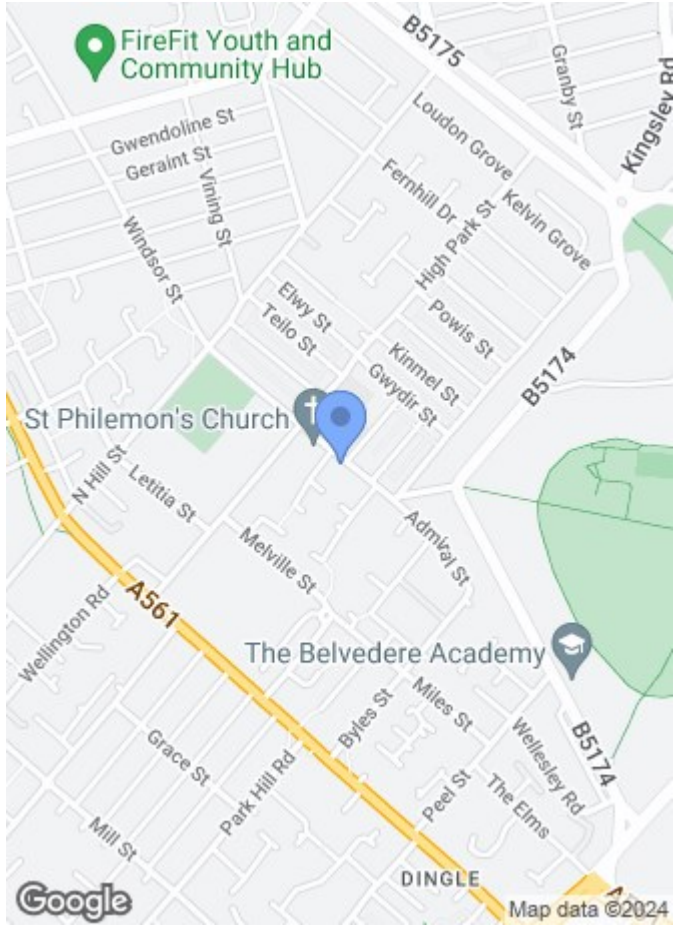 FireFit Youth and
Community Hub
B5175
Granby St
Kingsley Rd
Loudon Grove
Gwendoline St
Geraint St
Vining St
Fernhill Dr
High Park St
Kelvin Grove
Windsor St
Elwy St
Teilo St
Powis St
Kinmel St
Gwydir St
B5174
St Philemon's Church
N Hill St
Letitia St
Melville St
Admiral St
A561
Wellington Rd
The Belvedere Academy
Miles St
Byles St
Wellesley Rd
B5174
Grace St
Park Hill Rd
Peel St
The Elms
Mill St
DINGLE
Google
Map data ©2024